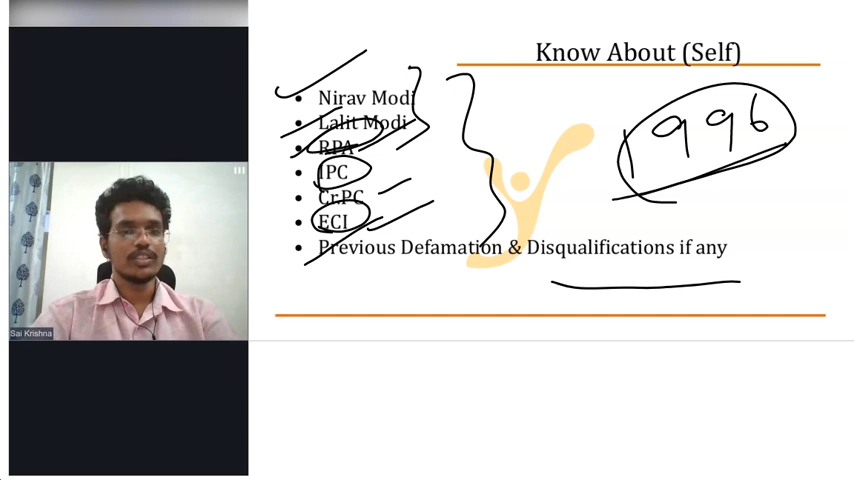 Know About (Self)
• Nirav Modi
• Lalit Modi
• RPA
• IPC
• Cr.PC
• ECI
• Previous Defamation & Disqualifications if any
1996
Sai Krishna